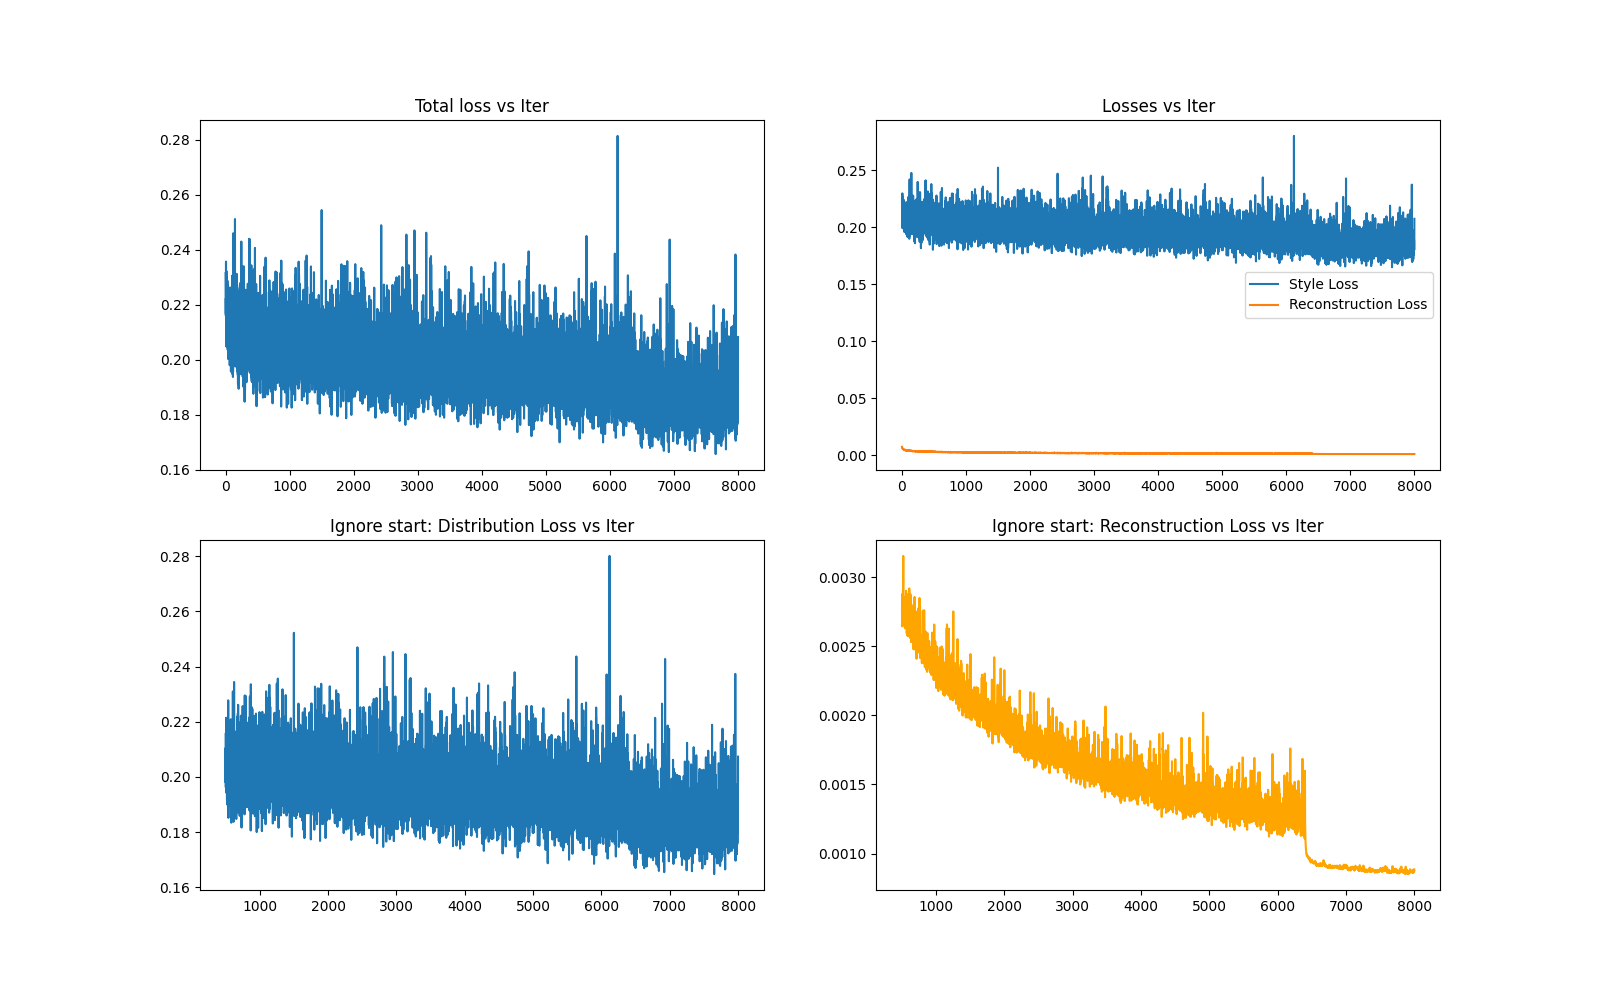 Total loss vs Iter
0.28
0.26
0.24
0.22
0.20
0.18
0.16
0 1000 2000 3000 4000 5000 6000 7000 8000
Losses vs Iter
0.25
0.20
0.15
0.10
0.05
0.00
Style Loss
Reconstruction Loss
0 1000 2000 3000 4000 5000 6000 7000 8000
Ignore start: Distribution Loss vs Iter
0.28
0.26
0.24
0.22
0.20
0.18
0.16
1000 2000 3000 4000 5000 6000 7000 8000
Ignore start: Reconstruction Loss vs Iter
0.0030
0.0025
0.0020
0.0015
0.0010
1000 2000 3000 4000 5000 6000 7000 8000